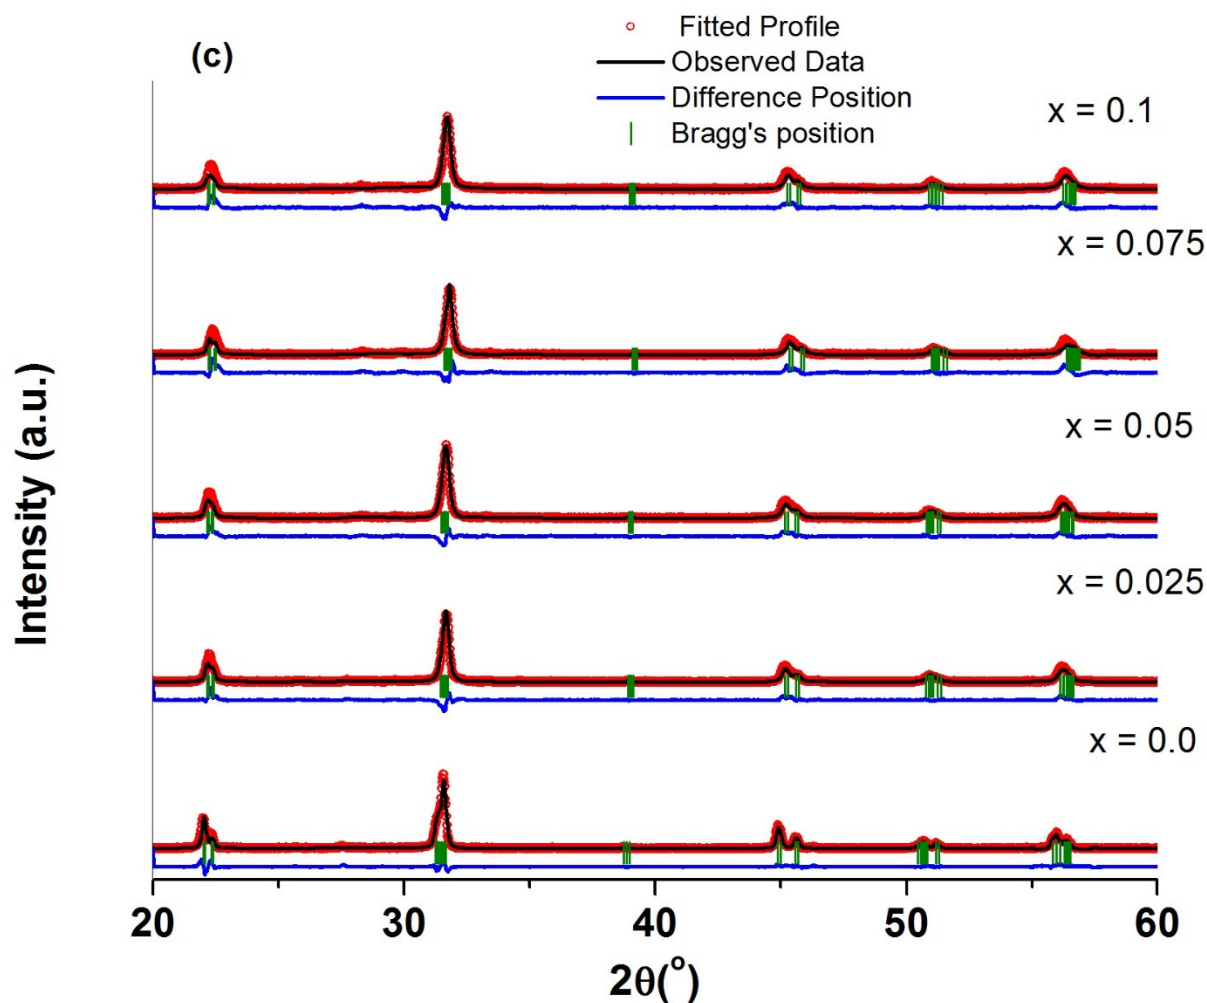 (c)
Fitted Profile
Observed Data
Difference Position
Bragg's position
x = 0.1
x = 0.075
x = 0.05
x = 0.025
x = 0.0
Intensity (a.u.)
20 30 40 50 60
2θ(°)